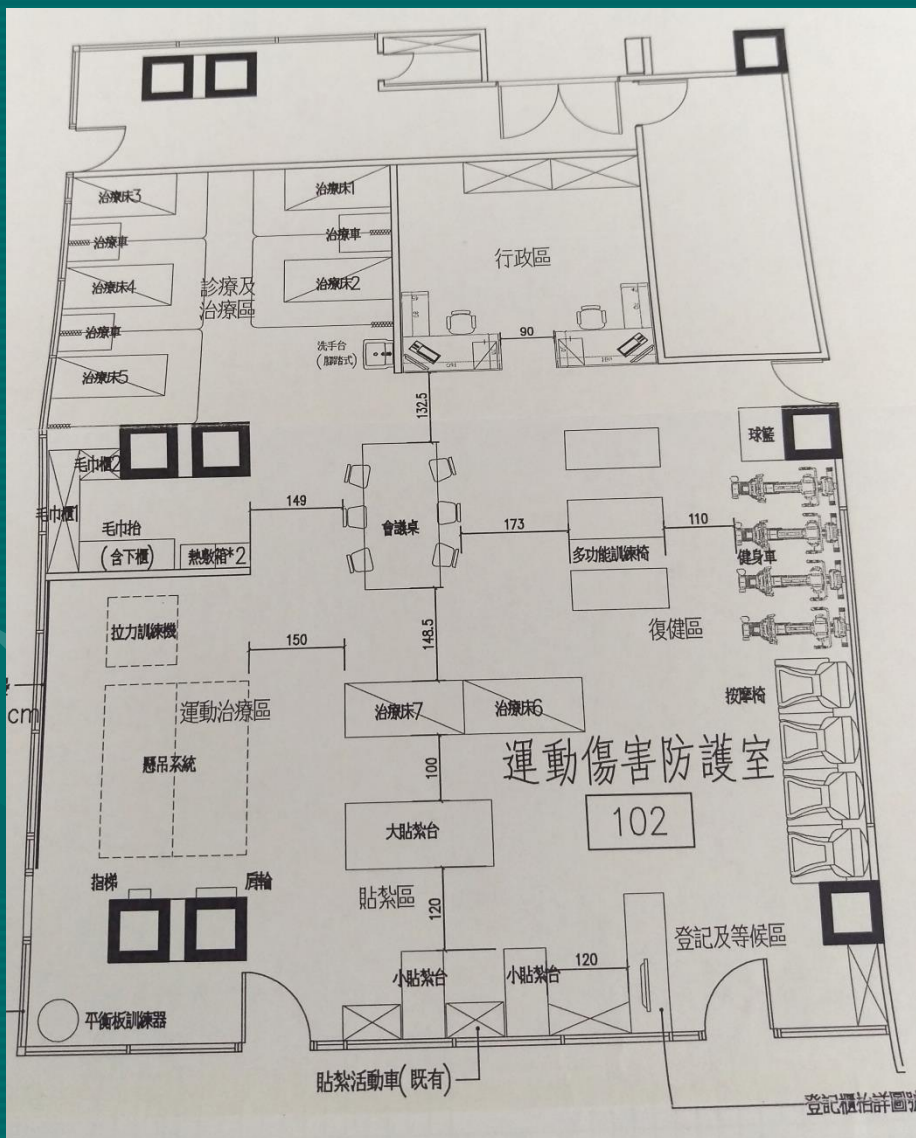 治療床3
治療床1
治療車
治療車
治療床4
診療及
治療區
治療床2
行政區
治療車
洗手台
(腳踏式)
90
治療床5
132.5
球籃
毛巾櫃2
毛巾櫃1
149
會議桌
173
110
毛巾抬
(含下櫃)
熱敷箱*2
多功能訓練椅
健身車
拉力訓練機
150
148.5
復健區
按摩椅
cm
運動治療區
治療床7
治療床6
懸吊系統
100
運動傷害防護室
大貼紮台
102
指梯
肩輪
貼紮區
120
登記及等候區
小貼紮台
小貼紮台
120
平衡板訓練器
貼紮活動車(既有)
登記櫃枱詳圖